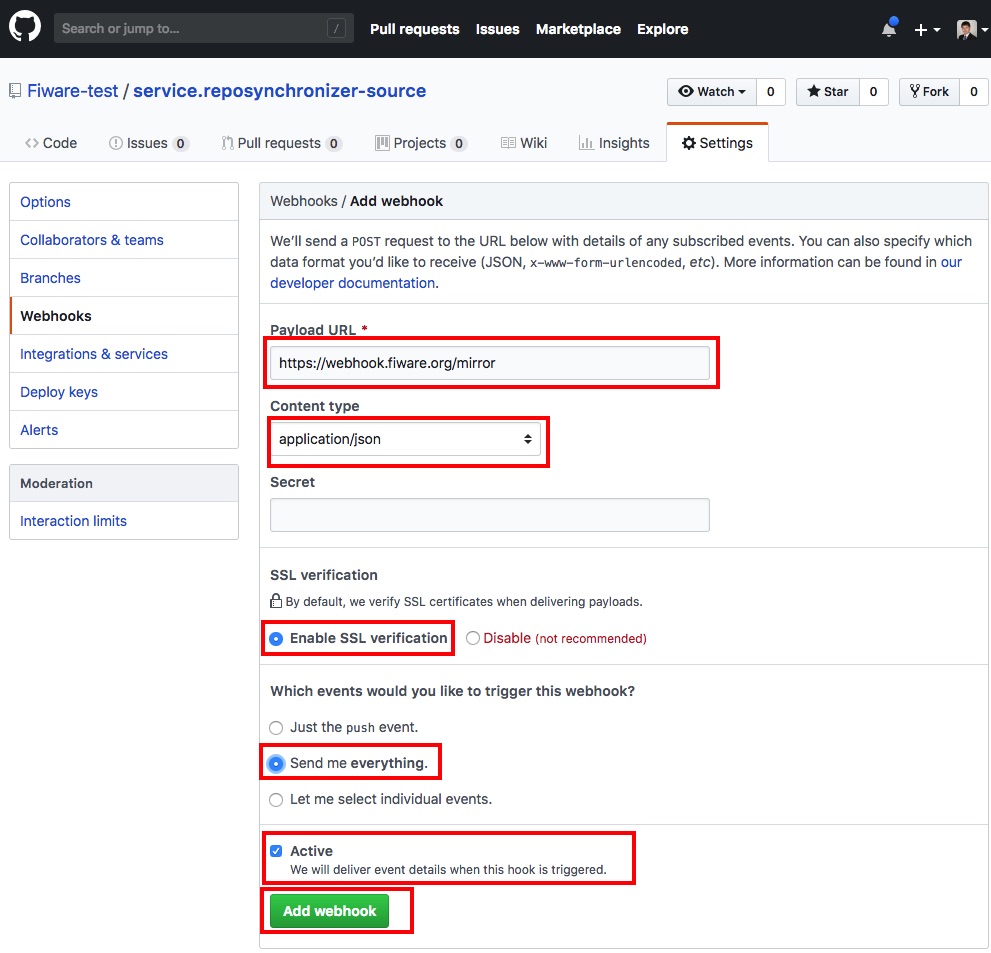 Search or jump to... /
Pull requests Issues Marketplace Explore
Fiware-test / service.reposynchronizer-source
Watch 0 Star 0 Fork 0
Code Issues 0 Pull requests 0 Projects 0 Wiki Insights Settings
Options
Collaborators & teams
Branches
Webhooks
Integrations & services
Deploy keys
Alerts
Moderation
Interaction limits
Webhooks / Add webhook
We’ll send a POST request to the URL below with details of any subscribed events. You can also specify which
data format you’d like to receive (JSON, x-www-form-urlencoded, etc). More information can be found in our
developer documentation.
Payload URL *
https://webhook.fiware.org/mirror
Content type
application/json
Secret
SSL verification
By default, we verify SSL certificates when delivering payloads.
Enable SSL verification Disable (not recommended)
Which events would you like to trigger this webhook?
Just the push event.
Send me everything.
Let me select individual events.
Active
We will deliver event details when this hook is triggered.
Add webhook